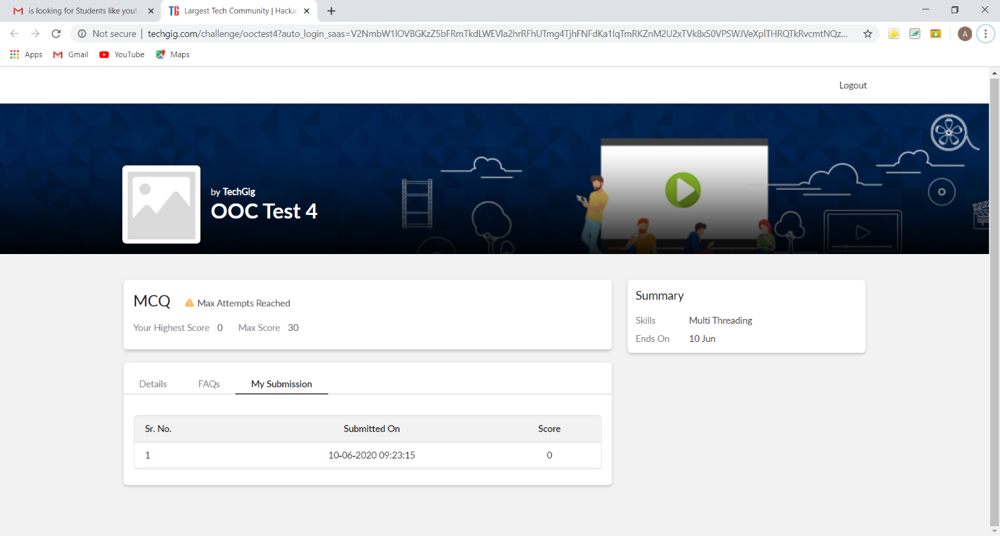 is looking for Students like you!
TG Largest Tech Community | Hacka
Not secure | techgig.com/challenge/ooctest4?auto_login_saas=
A
Apps Gmail YouTube Maps
Logout
by TechGig
OOC Test 4
MCQ Max Attempts Reached
Your Highest Score 0 Max Score 30
Summary
Skills Multi Threading
Ends On 10 Jun
Details FAQs My Submission
Sr. No. Submitted On Score
1 10-06-2020 09:23:15 0